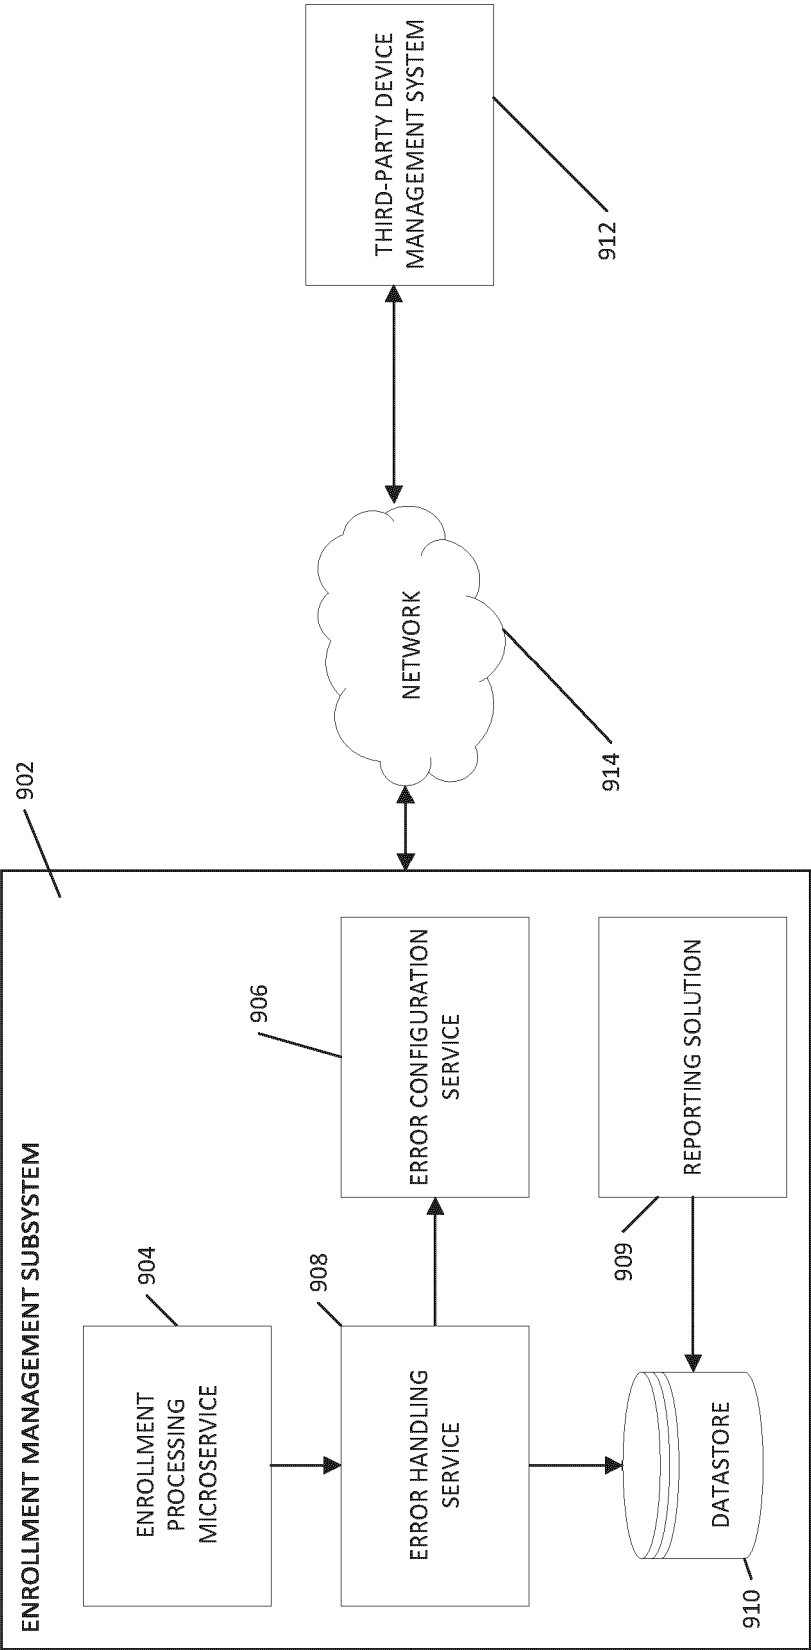 ENROLLMENT MANAGEMENT SUBSYSTEM
902
904
ENROLLMENT
PROCESSING
MICROSERVICE
908
ERROR HANDLING
SERVICE
906
ERROR CONFIGURATION
SERVICE
910
DATASTORE
909
REPORTING SOLUTION
NETWORK
914
THIRD-PARTY DEVICE
MANAGEMENT SYSTEM
912